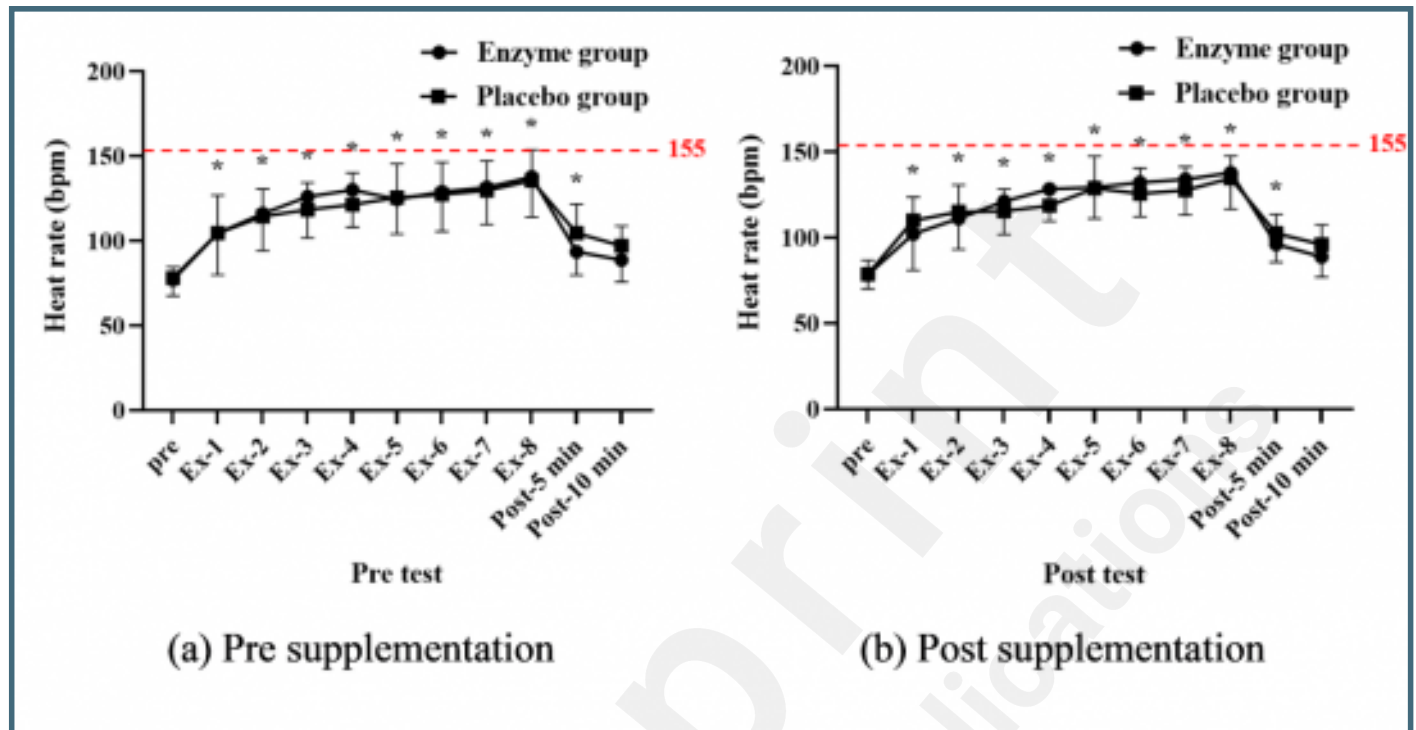 Enzyme group
Placebo group
200
150
100
50
0
Heat rate (bpm)
* * * * * * * * *
155
pre
Ex-1
Ex-2
Ex-3
Ex-4
Ex-5
Ex-6
Ex-7
Ex-8
Post-5 min
Post-10 min
Pre test
(a) Pre supplementation
Enzyme group
Placebo group
200
150
100
50
0
Heat rate (bpm)
* * * * * * * * *
155
pre
Ex-1
Ex-2
Ex-3
Ex-4
Ex-5
Ex-6
Ex-7
Ex-8
Post-5 min
Post-10 min
Post test
(b) Post supplementation
print